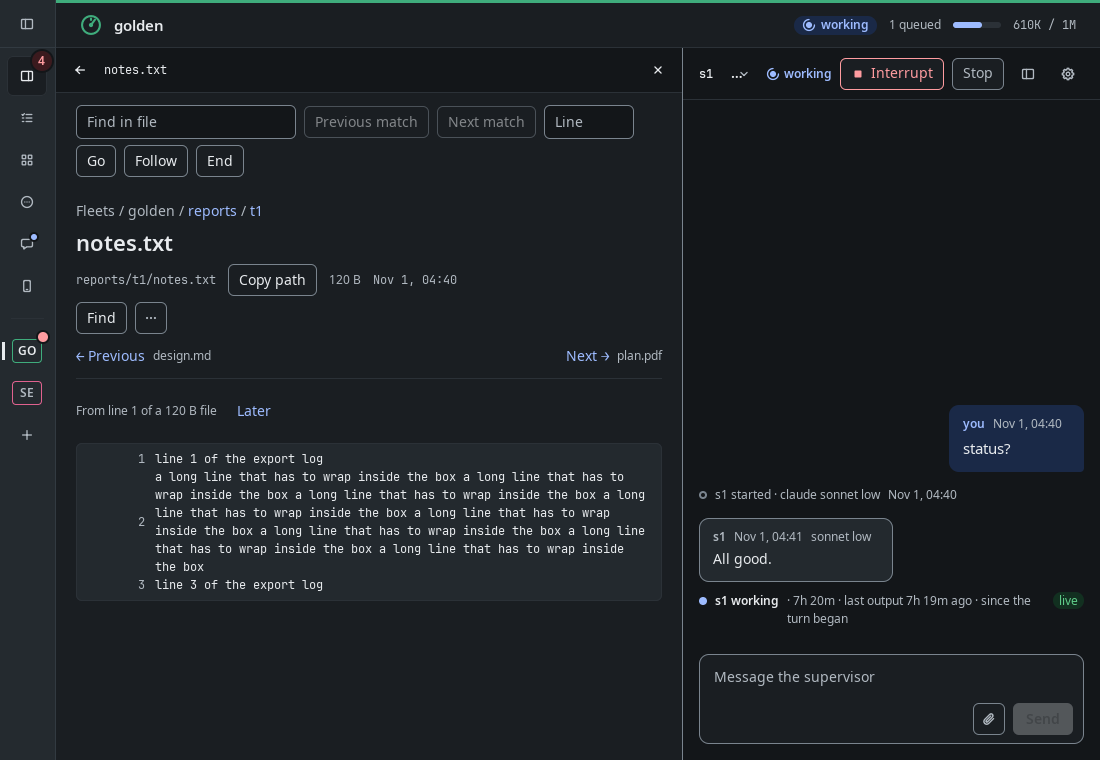 golden
working
1 queued
610K / 1M
4
GO
SE
notes.txt
Find in file
Previous match
Next match
Line
Go
Follow
End
Fleets / golden / reports / t1
notes.txt
reports/t1/notes.txt
Copy path
120 B
Nov 1, 04:40
Find
...
← Previous design.md
Next → plan.pdf
From line 1 of a 120 B file
Later
1 line 1 of the export log
a long line that has to wrap inside the box a long line that has to
wrap inside the box a long line that has to wrap inside the box a long
line that has to wrap inside the box a long line that has to wrap
2 inside the box a long line that has to wrap inside the box a long line
that has to wrap inside the box a long line that has to wrap inside
the box
3 line 3 of the export log
s1
...
working
Interrupt
Stop
you Nov 1, 04:40
status?
s1 started · claude sonnet low Nov 1, 04:40
s1 Nov 1, 04:41 sonnet low
All good.
s1 working · 7h 20m · last output 7h 19m ago · since the
turn began
live
Message the supervisor
Send